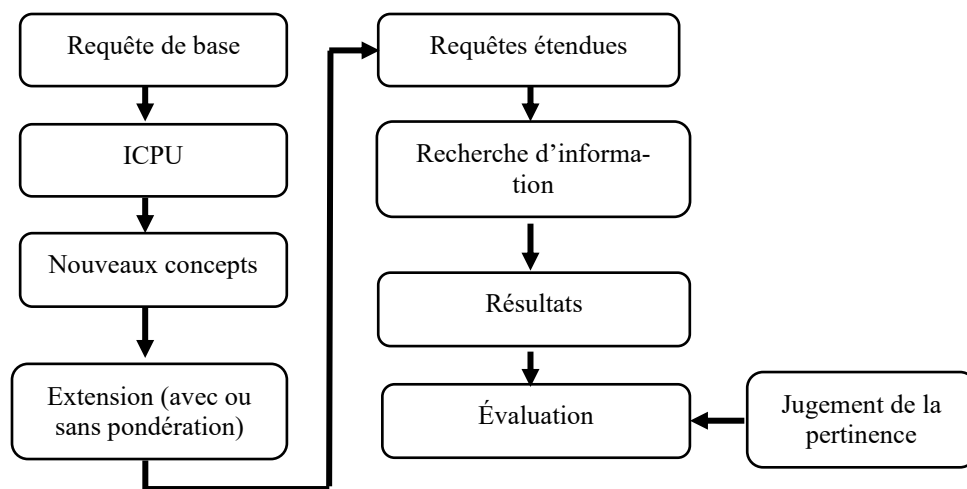 Requête de base
ICPU
Nouveaux concepts
Extension (avec ou
sans pondération)
Requêtes étendues
Recherche d’informa-
tion
Résultats
Évaluation
Jugement de la
pertinence